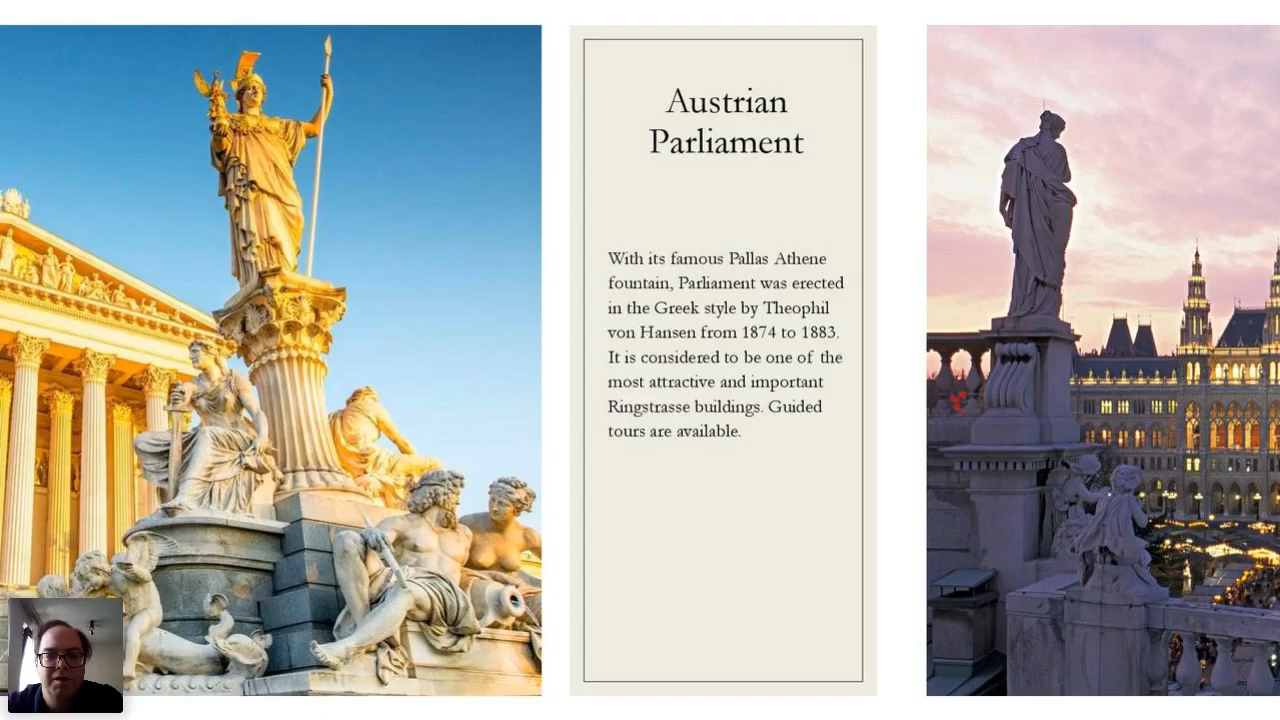 Austrian
Parliament
With its famous Pallas Athene
fountain, Parliament was erected
in the Greek style by Theophil
von Hansen from 1874 to 1883.
It is considered to be one of the
most attractive and important
Ringstrasse buildings. Guided
tours are available.